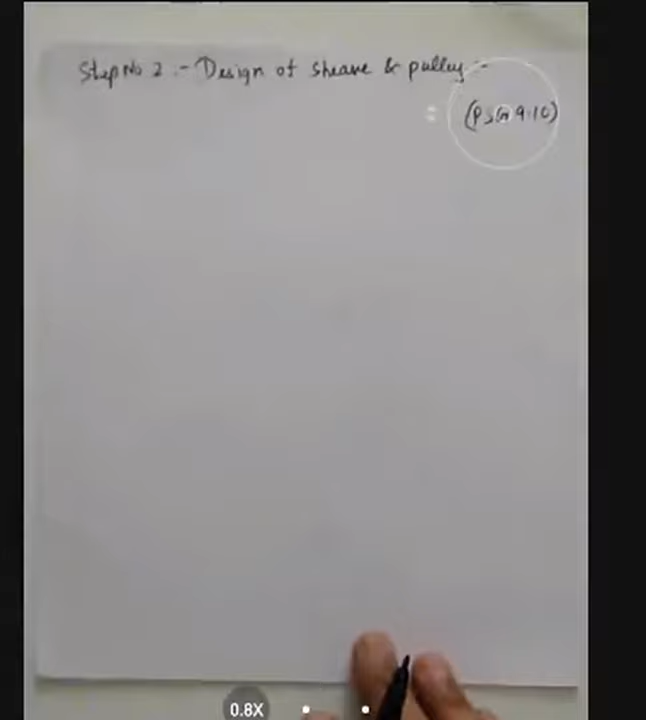 Step No 2 :- Design of Sheave & pulley :-
(PSG 9.10)
0.8X